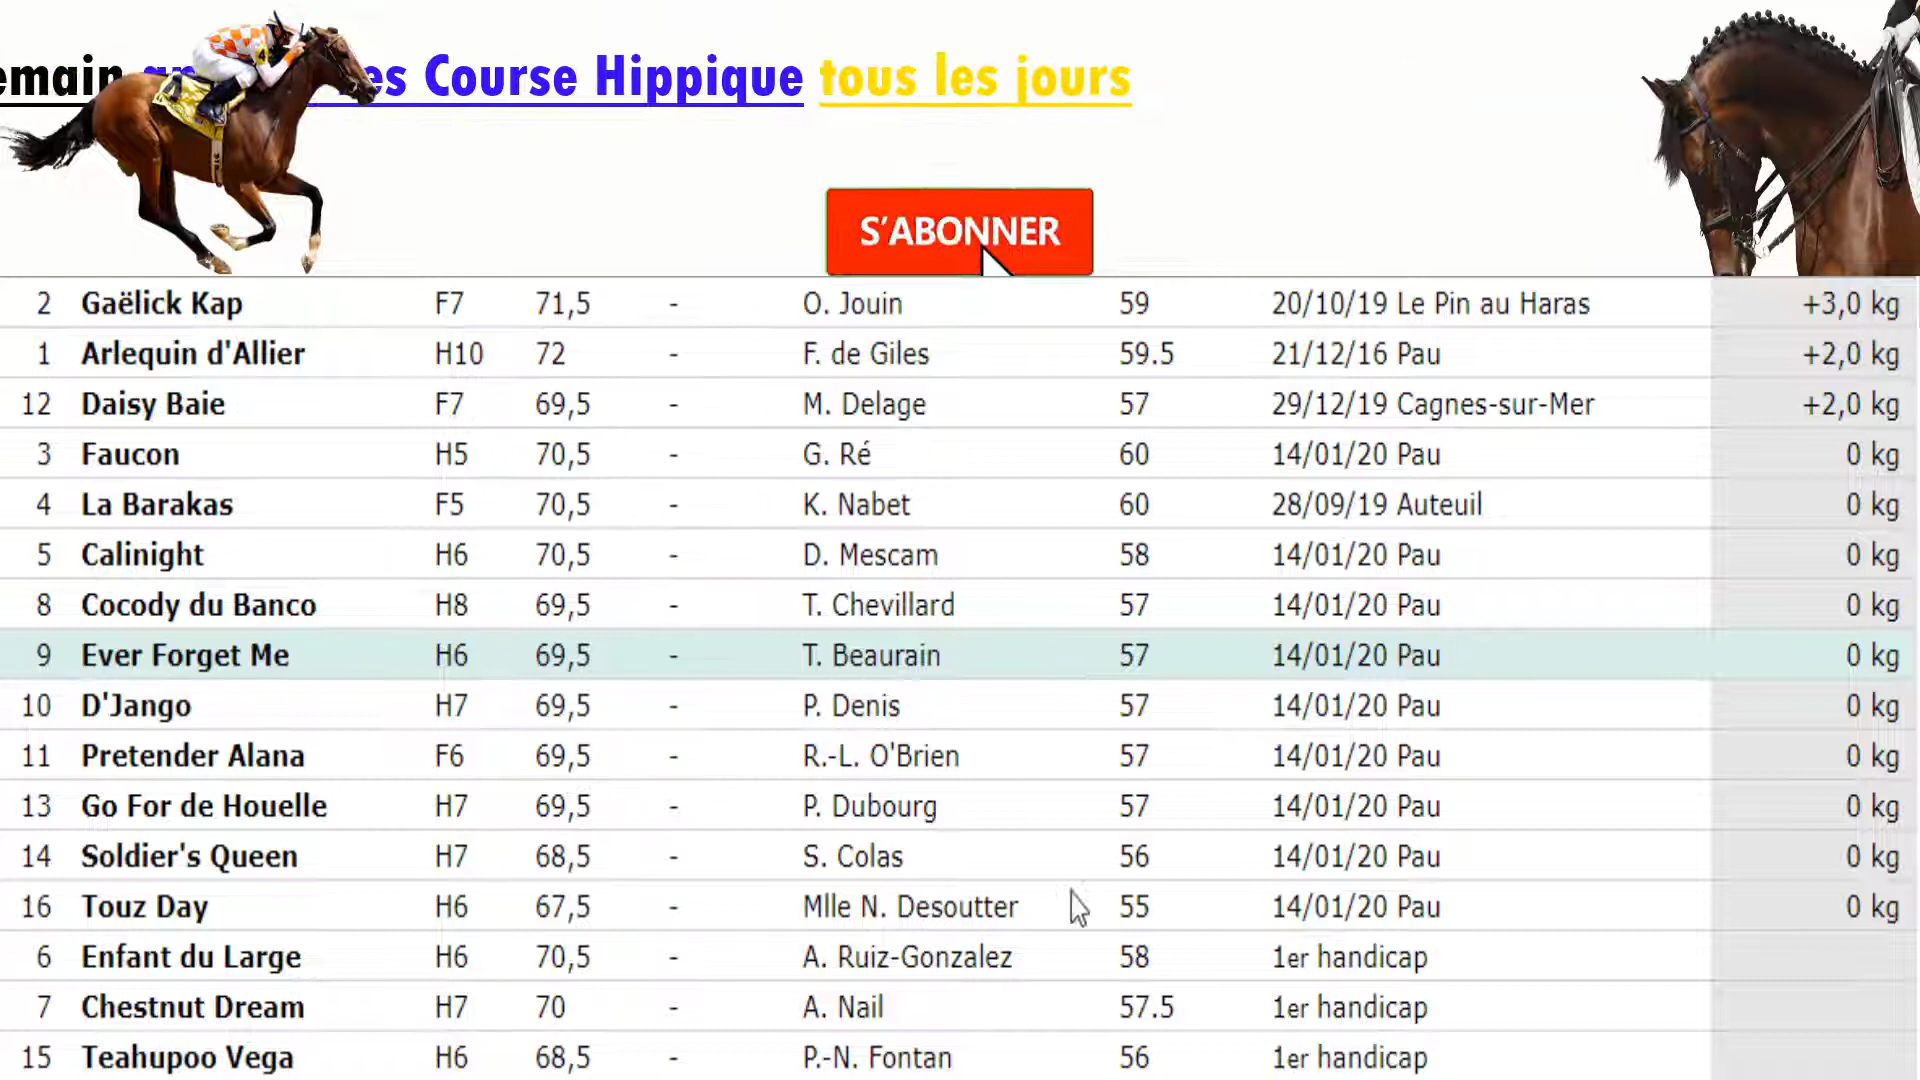 es Course Hippique tous les jours
S'ABONNER
2 Gaëlick Kap F7 71,5 - O. Jouin 59 20/10/19 Le Pin au Haras +3,0 kg
1 Arlequin d'Allier H10 72 - F. de Giles 59.5 21/12/16 Pau +2,0 kg
12 Daisy Baie F7 69,5 - M. Delage 57 29/12/19 Cagnes-sur-Mer +2,0 kg
3 Faucon H5 70,5 - G. Ré 60 14/01/20 Pau 0 kg
4 La Barakas F5 70,5 - K. Nabet 60 28/09/19 Auteuil 0 kg
5 Calinight H6 70,5 - D. Mescam 58 14/01/20 Pau 0 kg
8 Cocody du Banco H8 69,5 - T. Chevillard 57 14/01/20 Pau 0 kg
9 Ever Forget Me H6 69,5 - T. Beaurain 57 14/01/20 Pau 0 kg
10 D'Jango H7 69,5 - P. Denis 57 14/01/20 Pau 0 kg
11 Pretender Alana F6 69,5 - R.-L. O'Brien 57 14/01/20 Pau 0 kg
13 Go For de Houelle H7 69,5 - P. Dubourg 57 14/01/20 Pau 0 kg
14 Soldier's Queen H7 68,5 - S. Colas 56 14/01/20 Pau 0 kg
16 Touz Day H6 67,5 - Mlle N. Desoutter 55 14/01/20 Pau 0 kg
6 Enfant du Large H6 70,5 - A. Ruiz-Gonzalez 58 1er handicap
7 Chestnut Dream H7 70 - A. Nail 57.5 1er handicap
15 Teahupoo Vega H6 68,5 - P.-N. Fontan 56 1er handicap